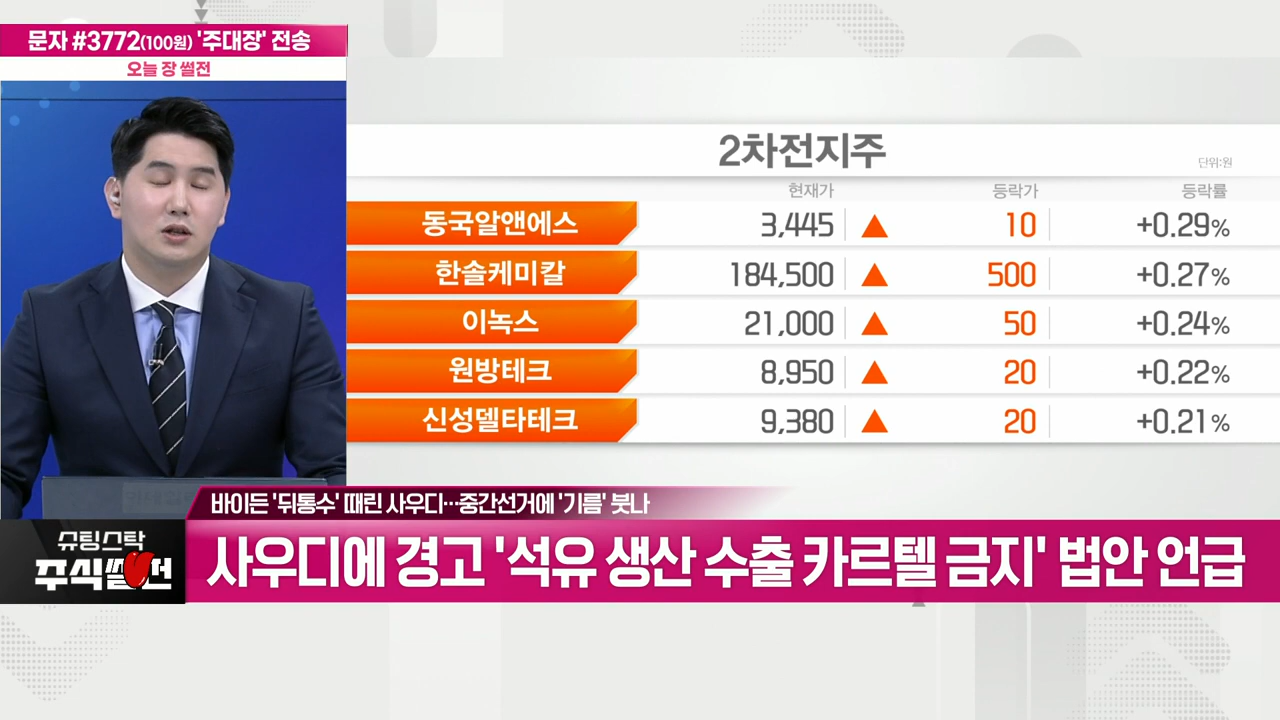 문자 #3772(100원) '주대장' 전송
오늘 장 썰전
2차전지주
단위:원
현재가 등락가 등락률
동국알앤에스 3,445 ▲ 10 +0.29%
한솔케미칼 184,500 ▲ 500 +0.27%
이녹스 21,000 ▲ 50 +0.24%
원방테크 8,950 ▲ 20 +0.22%
신성델타테크 9,380 ▲ 20 +0.21%
바이든 '뒤통수' 때린 사우디…중간선거에 '기름' 붓나
슈팅스탁
주식썰전
사우디에 경고 '석유 생산 수출 카르텔 금지' 법안 언급